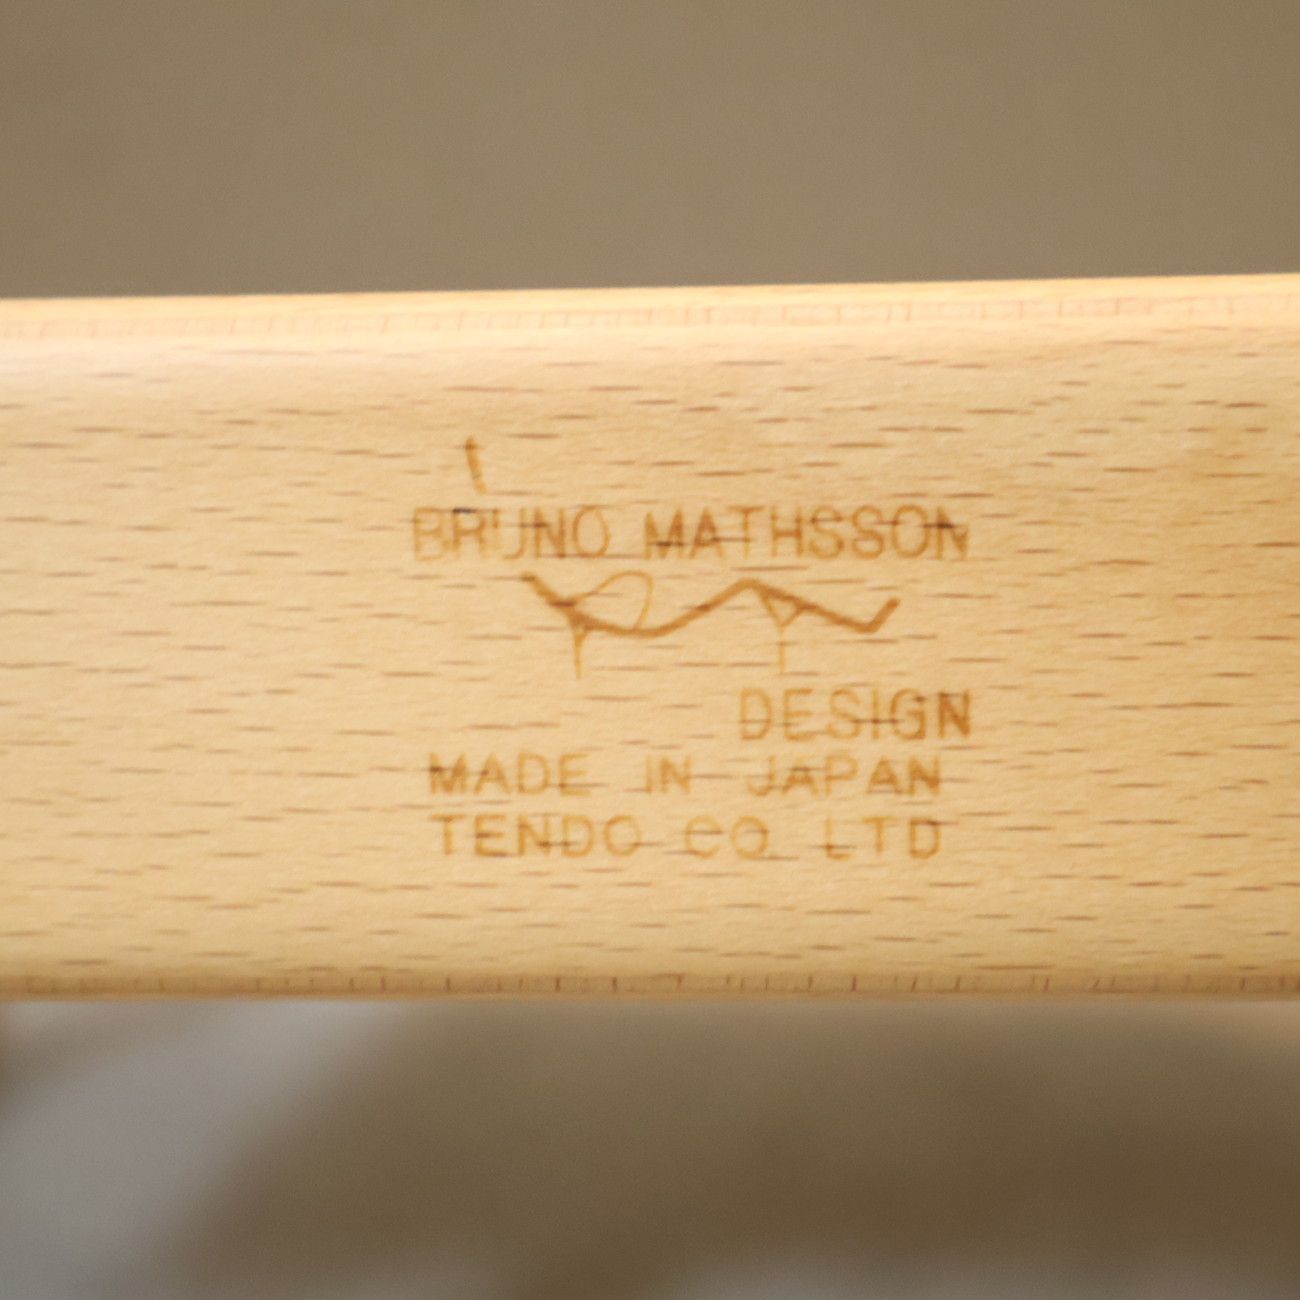 BRUNO MATHSSON
DESIGN
MADE IN JAPAN
TENDO CO LTD